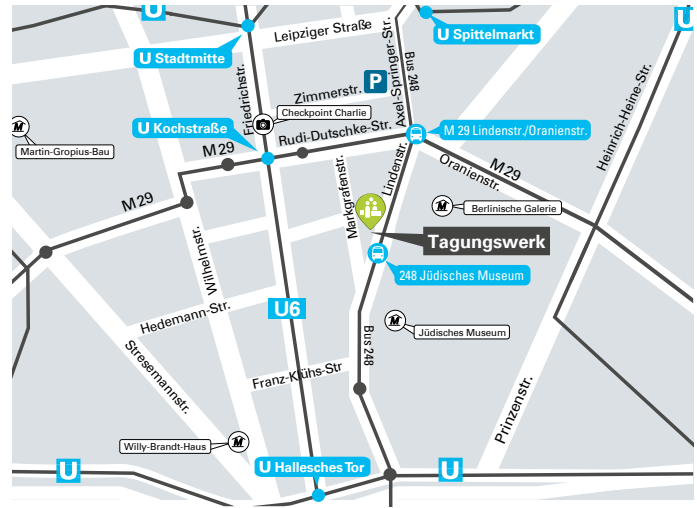 U
Leipziger Straße
U Spittelmarkt
U Stadtmitte
Friedrichstr.
Zimmerstr.
P
Axel-Springer-Str.
Bus 248
Heinrich-Heine-Str.
Checkpoint Charlie
U Kochstraße
Rudi-Dutschke-Str.
M 29 Lindenstr./Oranienstr.
M
Martin-Gropius-Bau
M 29
M 29
Oranienstr.
M 29
Markgrafenstr.
Lindenstr.
M
Berlinische Galerie
Tagungswerk
Wilhelmstr.
248 Jüdisches Museum
U6
Hedemann-Str.
M
Jüdisches Museum
Bus 248
Stresemannstr.
Franz-Klühs-Str
Prinzenstr.
Willy-Brandt-Haus
M
U
U Hallesches Tor
U